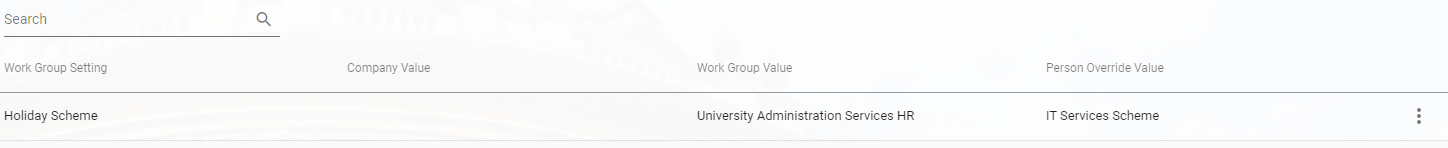 Search
Work Group Setting Company Value Work Group Value Person Override Value
Holiday Scheme University Administration Services HR IT Services Scheme